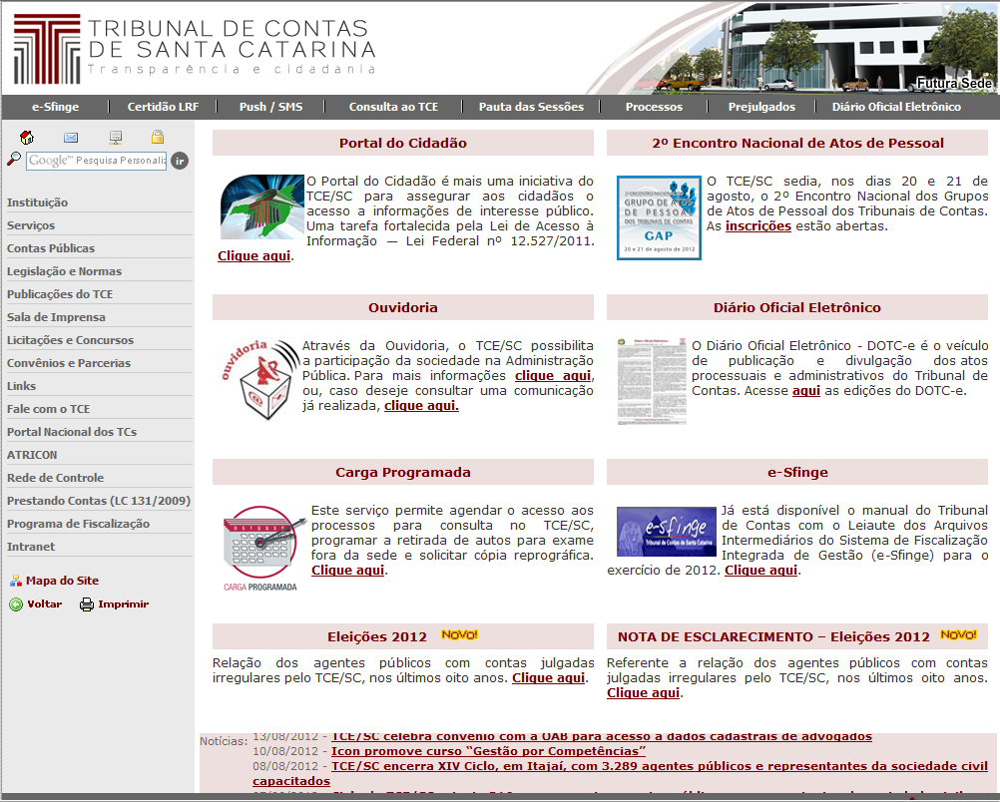 TRIBUNAL DE CONTAS
DE SANTA CATARINA
Transparência e cidadania
Futura Sede
e-Sfinge
Certidão LRF
Push / SMS
Consulta ao TCE
Pauta das Sessões
Processos
Prejulgados
Diário Oficial Eletrônico
Google™ Pesquisa Personaliz
ir
Instituição
Serviços
Contas Públicas
Legislação e Normas
Publicações do TCE
Sala de Imprensa
Licitações e Concursos
Convênios e Parcerias
Links
Fale com o TCE
Portal Nacional dos TCs
ATRICON
Rede de Controle
Prestando Contas (LC 131/2009)
Programa de Fiscalização
Intranet
Mapa do Site
Voltar
Imprimir
Portal do Cidadão
O Portal do Cidadão é mais uma iniciativa do
TCE/SC para assegurar aos cidadãos o
acesso a informações de interesse público.
Uma tarefa fortalecida pela Lei de Acesso à
Informação — Lei Federal nº 12.527/2011.
Clique aqui.
2º Encontro Nacional de Atos de Pessoal
2º ENCONTRO NACIONAL DOS
GRUPO DE ATOS
DE PESSOAL
DOS TRIBUNAIS DE CONTAS
GAP
20 e 21 de agosto de 2012
O TCE/SC sedia, nos dias 20 e 21 de
agosto, o 2º Encontro Nacional dos Grupos
de Atos de Pessoal dos Tribunais de Contas.
As inscrições estão abertas.
Ouvidoria
ouvidoria
Através da Ouvidoria, o TCE/SC possibilita
a participação da sociedade na Administração
Pública. Para mais informações clique aqui,
ou, caso deseje consultar uma comunicação
já realizada, clique aqui.
Diário Oficial Eletrônico
Diário Oficial Eletrônico
O Diário Oficial Eletrônico - DOTC-e é o veículo
de publicação e divulgação dos atos
processuais e administrativos do Tribunal de
Contas. Acesse aqui as edições do DOTC-e.
Carga Programada
CARGA PROGRAMADA
Este serviço permite agendar o acesso aos
processos para consulta no TCE/SC,
programar a retirada de autos para exame
fora da sede e solicitar cópia reprográfica.
Clique aqui.
e-Sfinge
e-sfinge
Tribunal de Contas de Santa Catarina
Já está disponível o manual do Tribunal
de Contas com o Leiaute dos Arquivos
Intermediários do Sistema de Fiscalização
Integrada de Gestão (e-Sfinge) para o
exercício de 2012. Clique aqui.
Eleições 2012 NoVo!
Relação dos agentes públicos com contas julgadas
irregulares pelo TCE/SC, nos últimos oito anos. Clique aqui.
NOTA DE ESCLARECIMENTO – Eleições 2012 NoVo!
Referente a relação dos agentes públicos com contas
julgadas irregulares pelo TCE/SC, nos últimos oito anos.
Clique aqui.
Notícias:
13/08/2012 - TCE/SC celebra convênio com a OAB para acesso a dados cadastrais de advogados
10/08/2012 - Icon promove curso “Gestão por Competências”
08/08/2012 - TCE/SC encerra XIV Ciclo, em Itajaí, com 3.289 agentes públicos e representantes da sociedade civil
capacitados